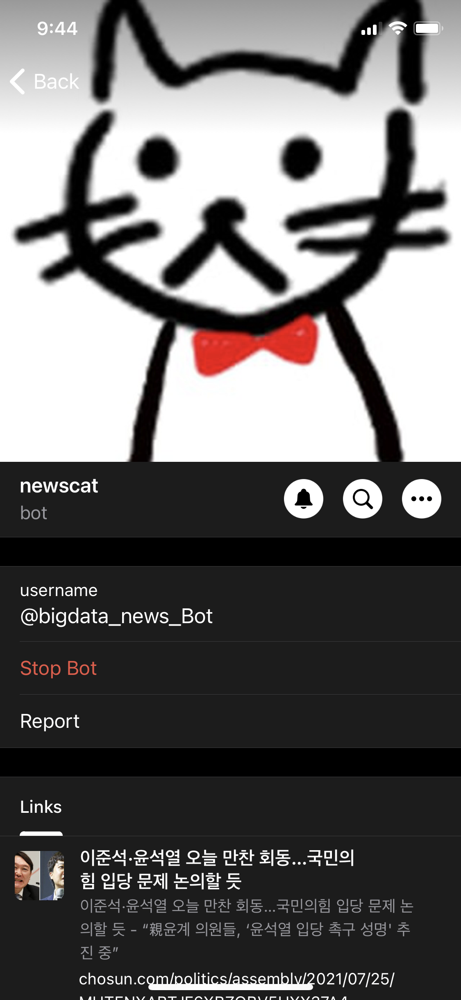 9:44
Back
newscat
bot
username
@bigdata_news_Bot
Stop Bot
Report
Links
이준석·윤석열 오늘 만찬 회동...국민의
힘 입당 문제 논의할 듯
이준석·윤석열 오늘 만찬 회동...국민의힘 입당 문제 논
의할 듯 - “親윤계 의원들, ‘윤석열 입당 촉구 성명' 추
진 중”
chosun.com/politics/assembly/2021/07/25/